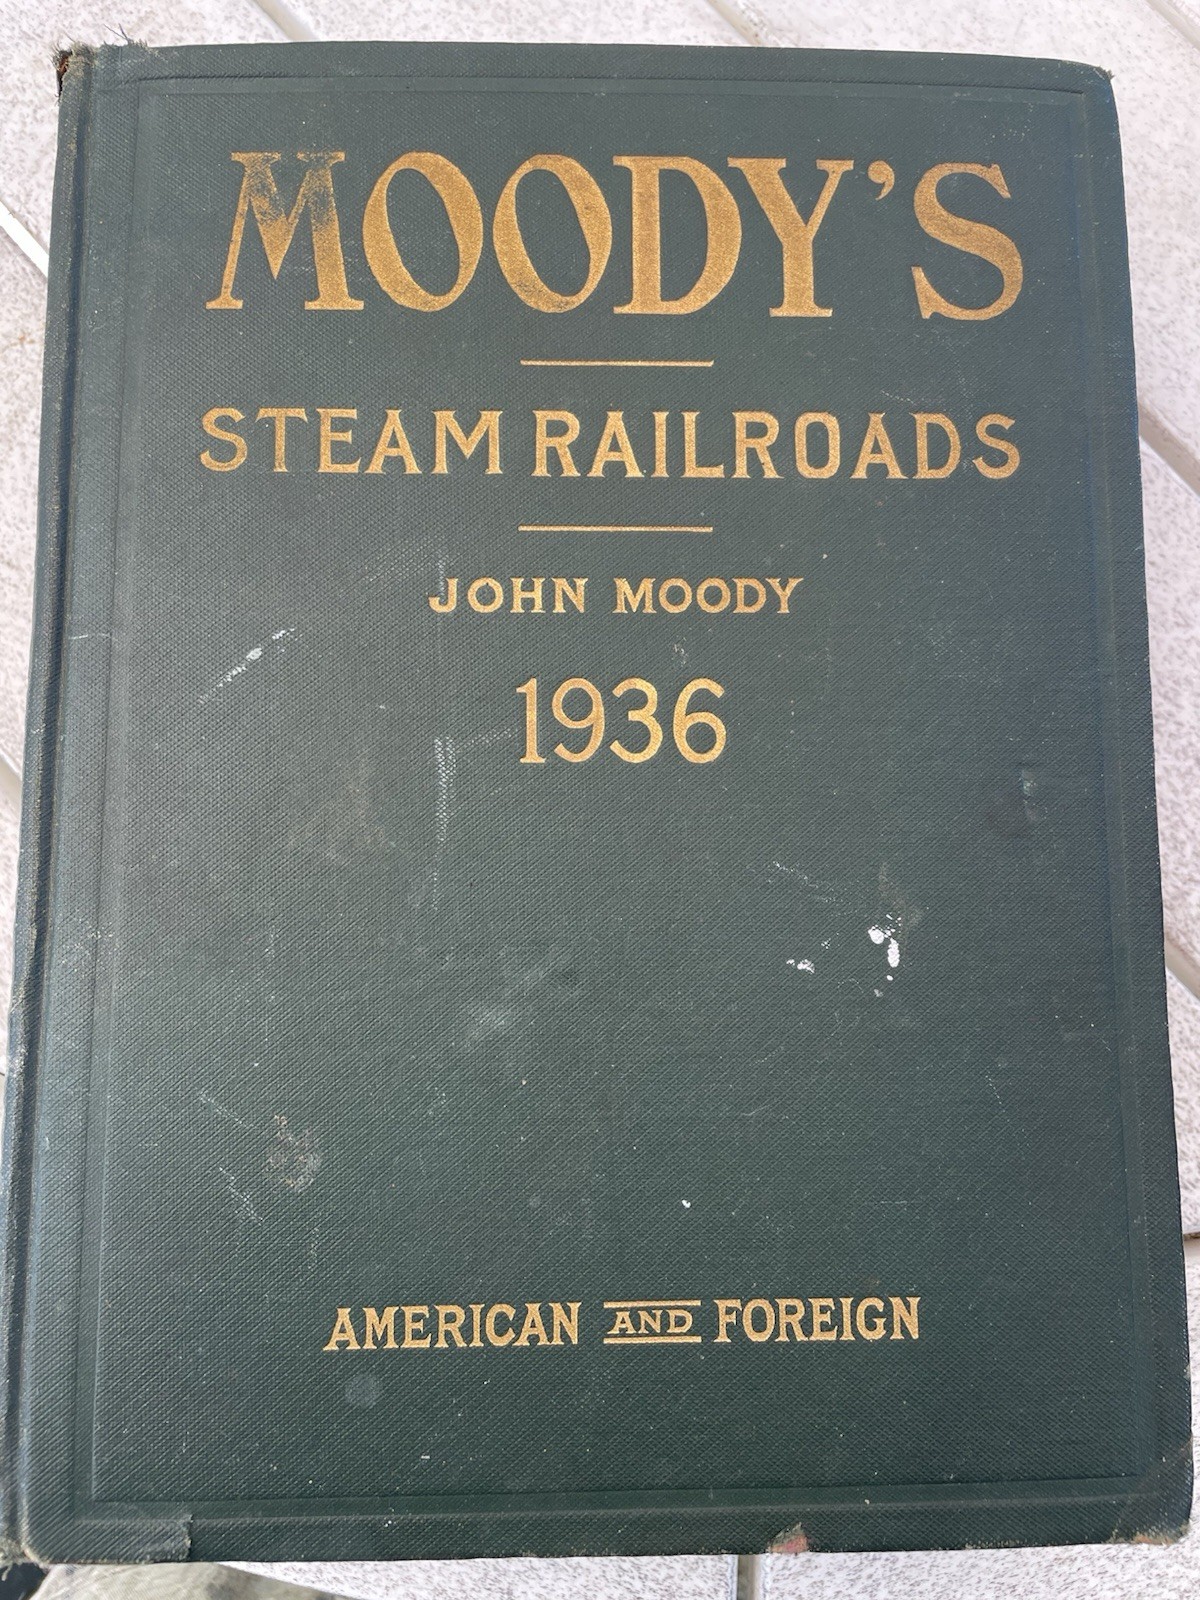 MOODY'S
STEAM RAILROADS
JOHN MOODY
1936
AMERICAN AND FOREIGN